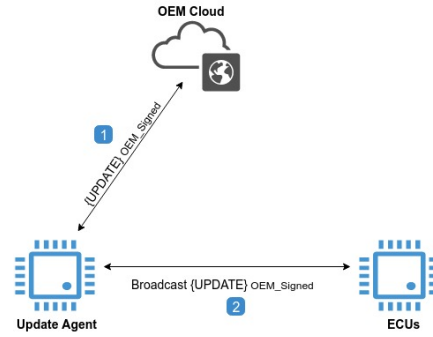 OEM Cloud
1
{UPDATE} OEM_Signed
Broadcast {UPDATE} OEM_Signed
2
Update Agent
ECUs